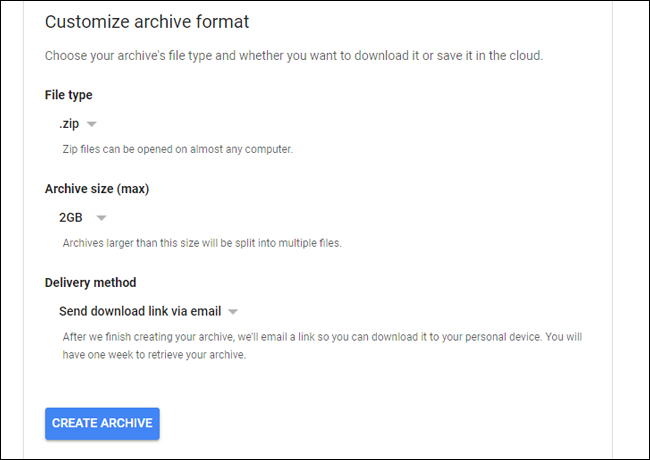 Customize archive format
Choose your archive's file type and whether you want to download it or save it in the cloud.
File type
.zip
Zip files can be opened on almost any computer.
Archive size (max)
2GB
Archives larger than this size will be split into multiple files.
Delivery method
Send download link via email
After we finish creating your archive, we'll email a link so you can download it to your personal device. You will
have one week to retrieve your archive.
CREATE ARCHIVE